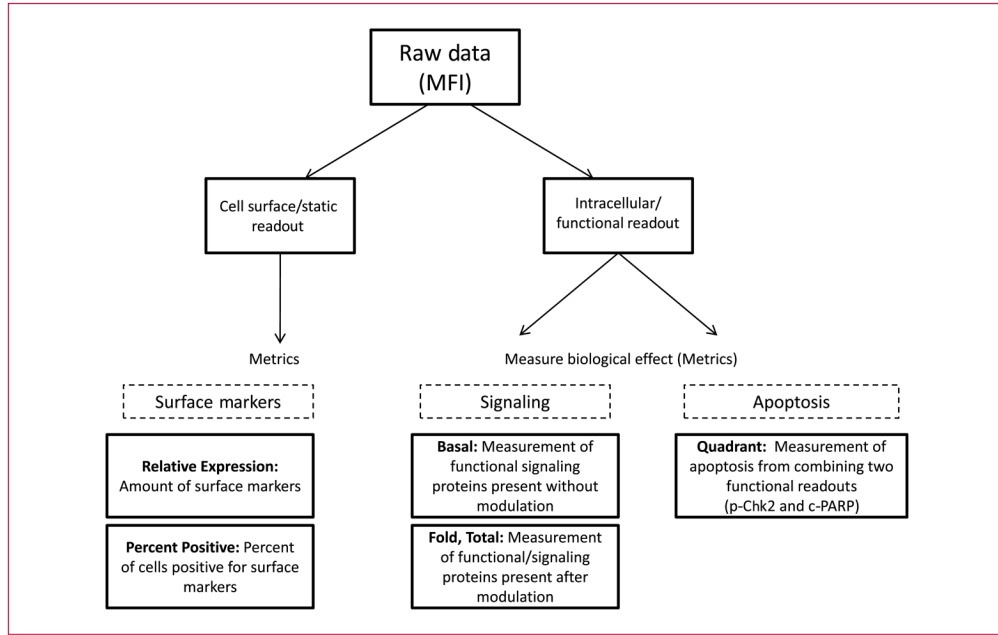 Raw data
(MFI)
Cell surface/static
readout
Intracellular/
functional readout
Metrics
Measure biological effect (Metrics)
Surface markers
Signaling
Apoptosis
Relative Expression:
Amount of surface markers
Percent Positive: Percent
of cells positive for surface
markers
Basal: Measurement of
functional signaling
proteins present without
modulation
Fold, Total: Measurement
of functional/signaling
proteins present after
modulation
Quadrant: Measurement of
apoptosis from combining two
functional readouts
(p-Chk2 and c-PARP)